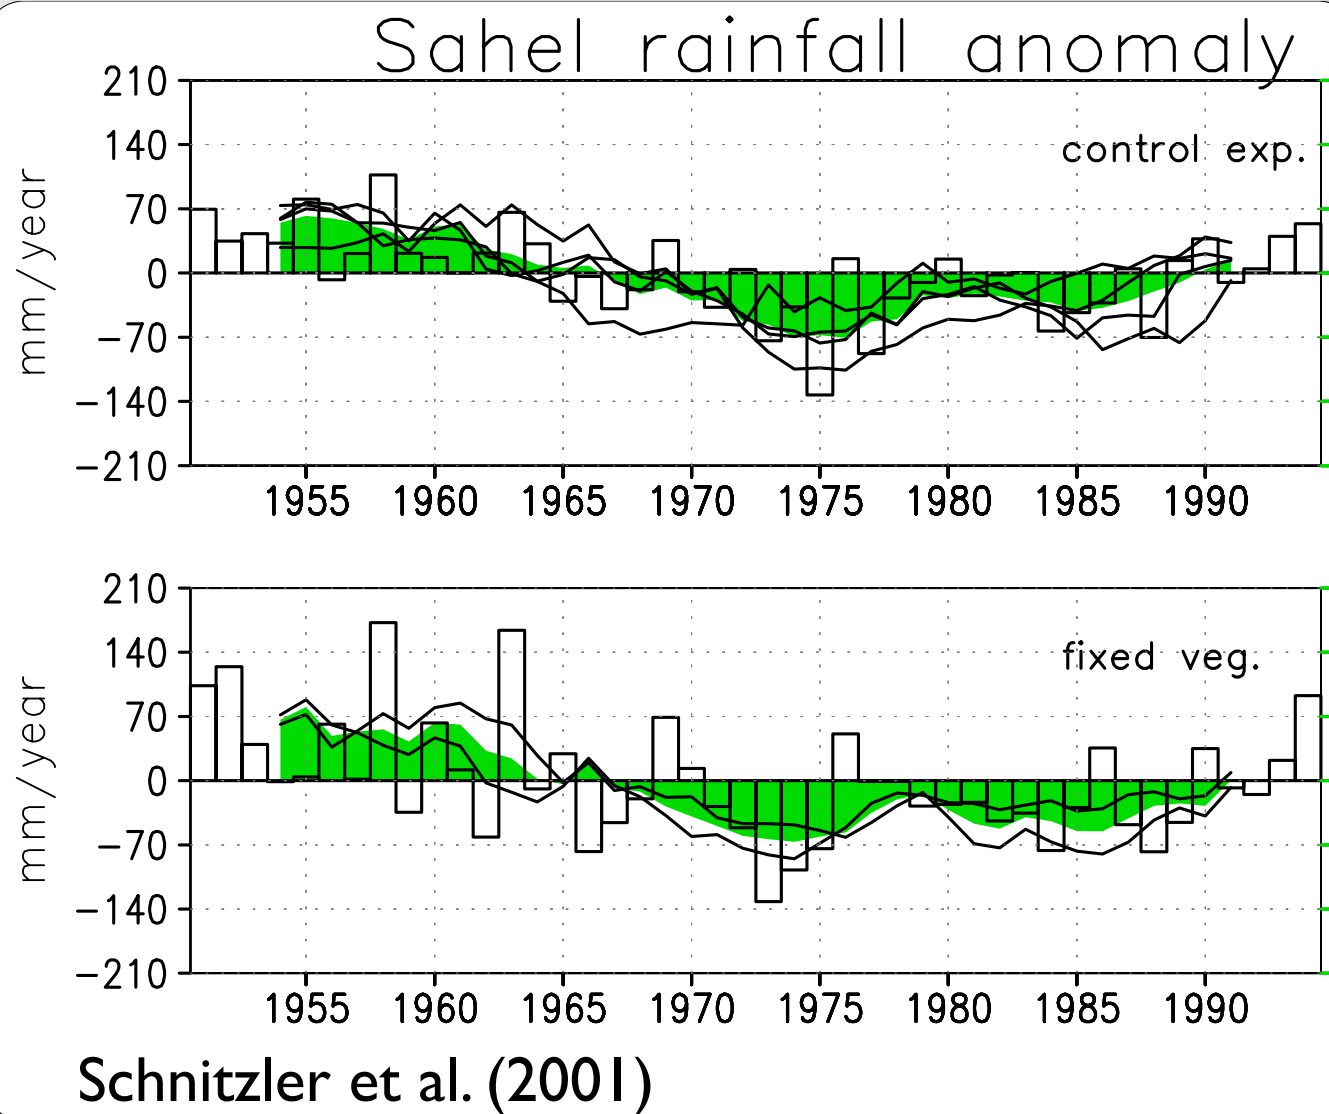 Sahel rainfall anomaly
210
140
70
0
−70
−140
−210
mm/year
control exp.
1955 1960 1965 1970 1975 1980 1985 1990
210
140
70
0
−70
−140
−210
mm/year
fixed veg.
1955 1960 1965 1970 1975 1980 1985 1990
Schnitzler et al. (2001)